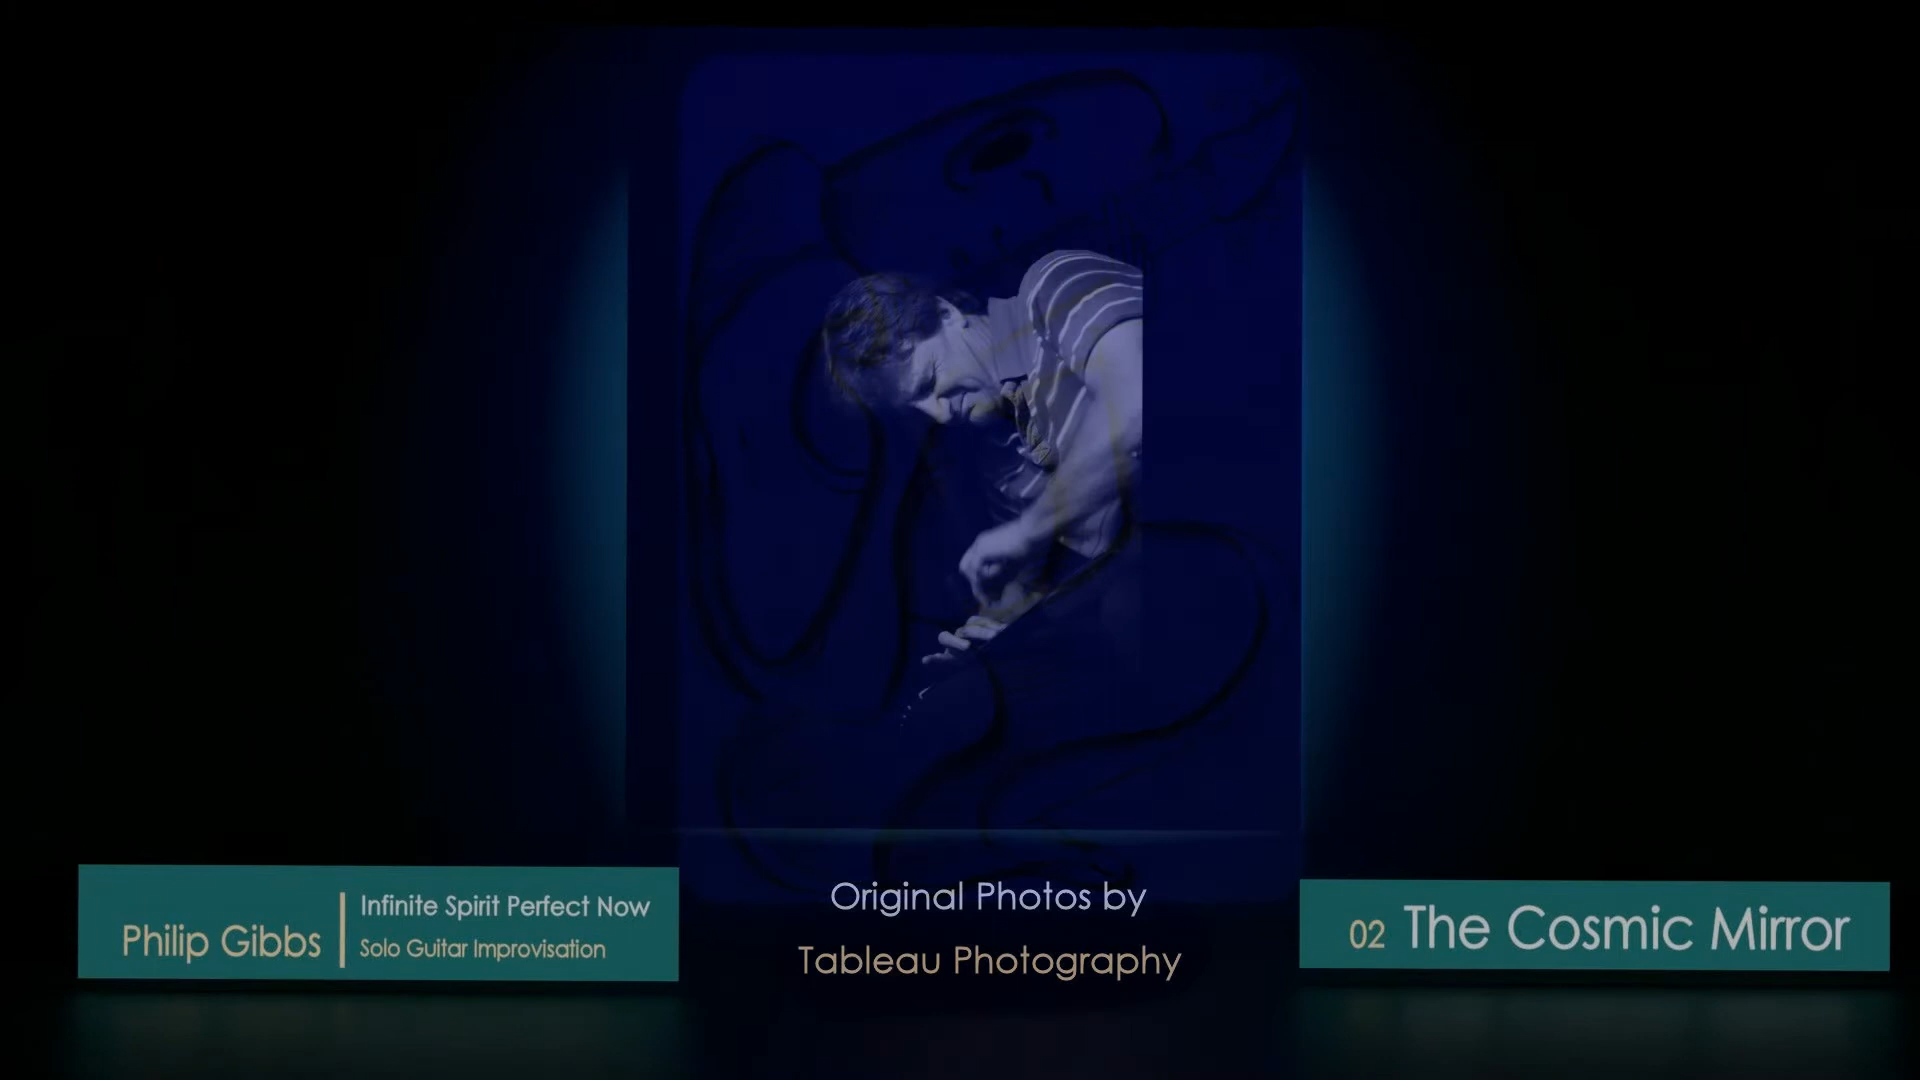 Philip Gibbs
Infinite Spirit Perfect Now
Solo Guitar Improvisation
Original Photos by
Tableau Photography
02 The Cosmic Mirror